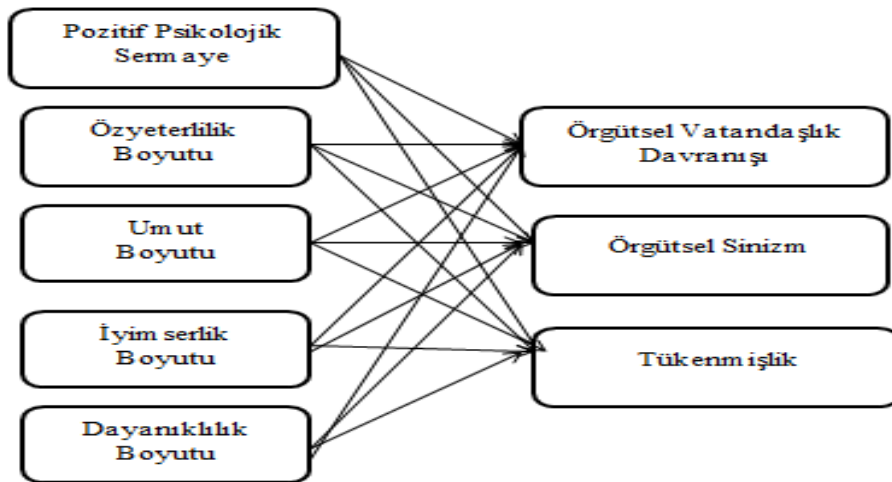 Pozitif Psikolojik
Sermaye
Özyeterlilik
Boyutu
Umut
Boyutu
İyimserlik
Boyutu
Dayanıklılık
Boyutu
Örgütsel Vatandaşlık
Davranışı
Örgütsel Sinizm
Tükenmişlik